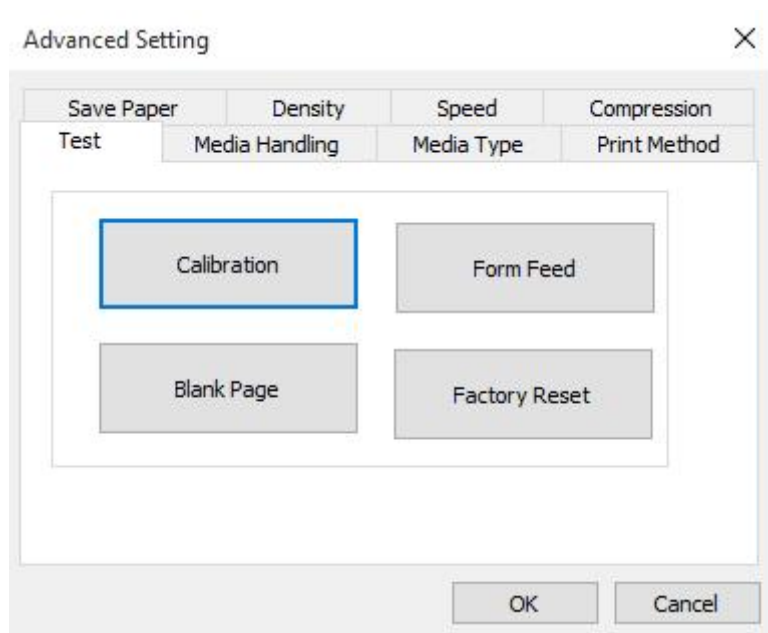 Advanced Setting
Save Paper Density Speed Compression
Test Media Handling Media Type Print Method
Calibration Form Feed
Blank Page Factory Reset
OK Cancel